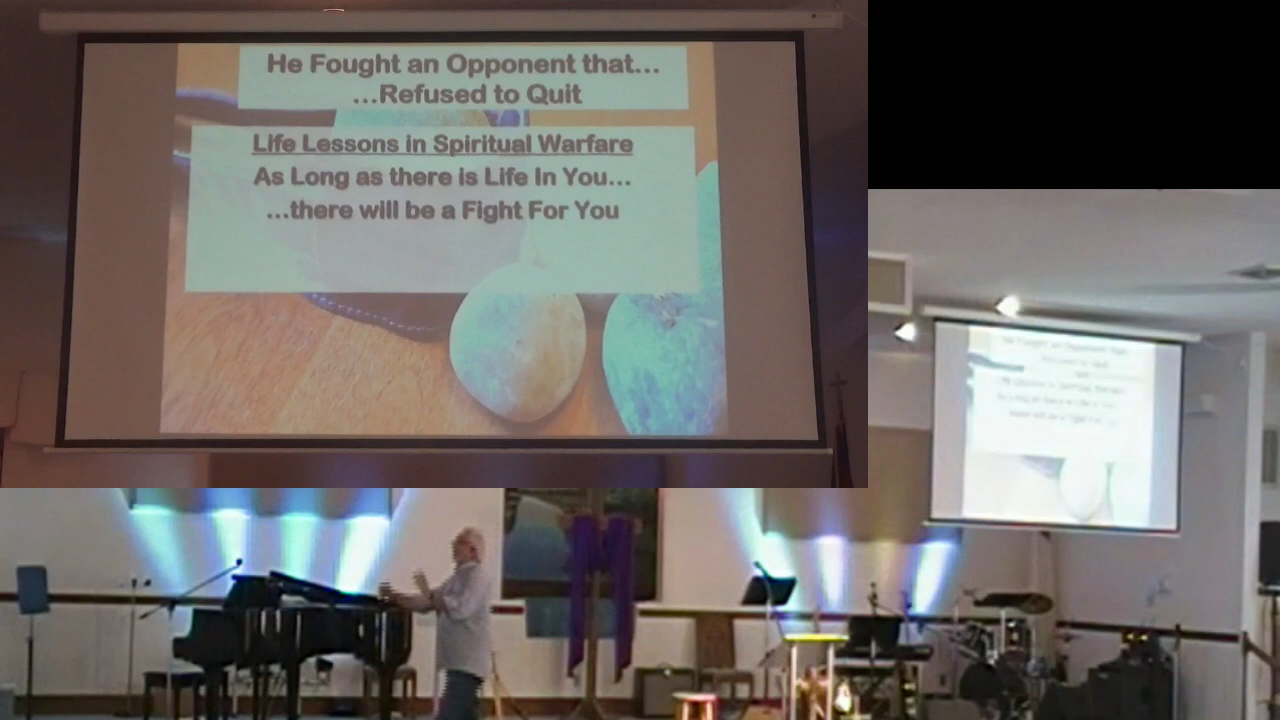 He Fought an Opponent that...
...Refused to Quit
Life Lessons in Spiritual Warfare
As Long as there is Life In You...
...there will be a Fight For You